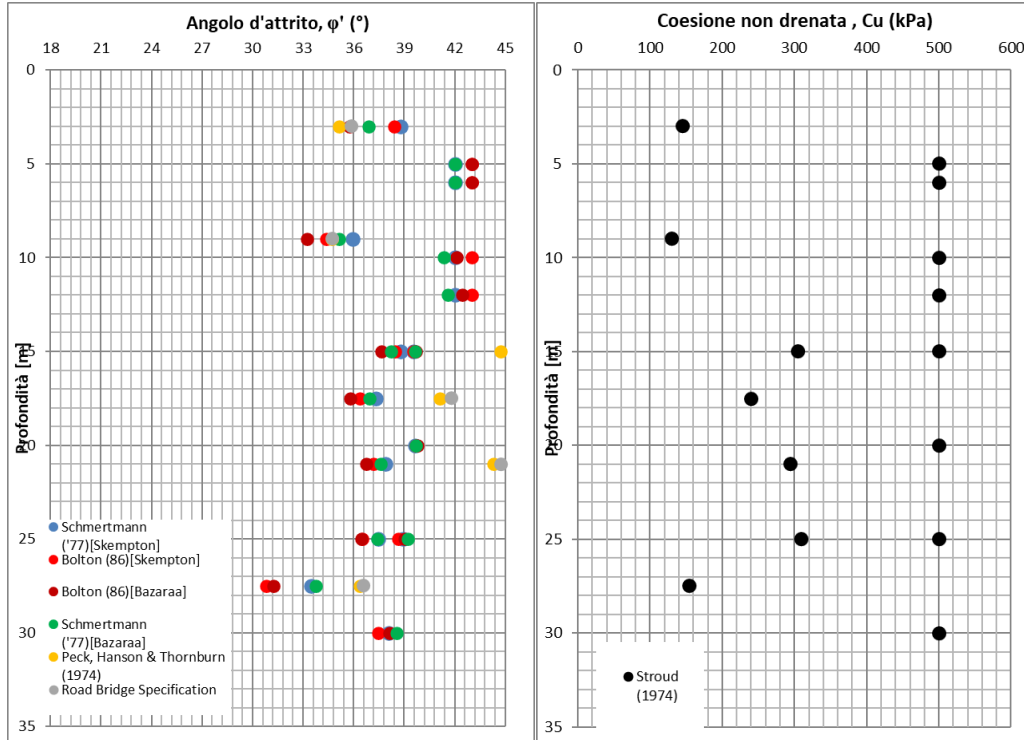 Angolo d'attrito, φ' (°)
18 21 24 27 30 33 36 39 42 45
0
5
10
15
20
25
30
35
Profondità [m]
Schmertmann
('77)[Skempton]
Bolton (86)[Skempton]
Bolton (86)[Bazaraa]
Schmertmann
('77)[Bazaraa]
Peck, Hanson & Thornburn
(1974)
Road Bridge Specification
Coesione non drenata , Cu (kPa)
0 100 200 300 400 500 600
0
5
10
15
20
25
30
35
Profondità [m]
Stroud
(1974)